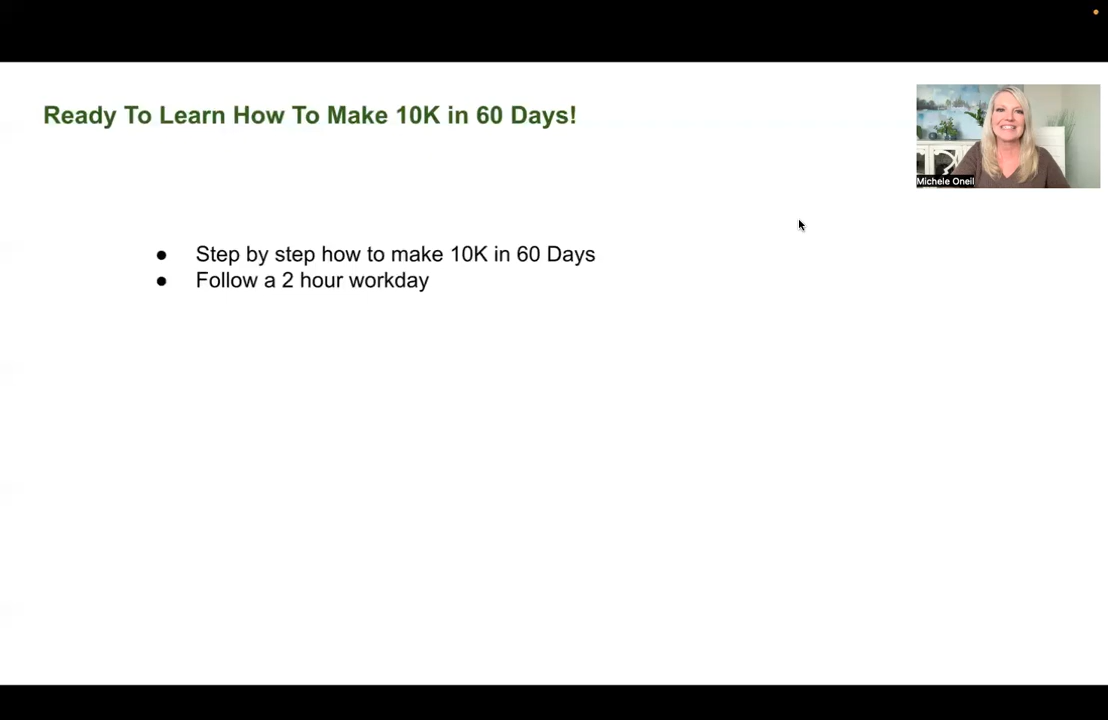 Ready To Learn How To Make 10K in 60 Days!
Michele Oneil
● Step by step how to make 10K in 60 Days
● Follow a 2 hour workday